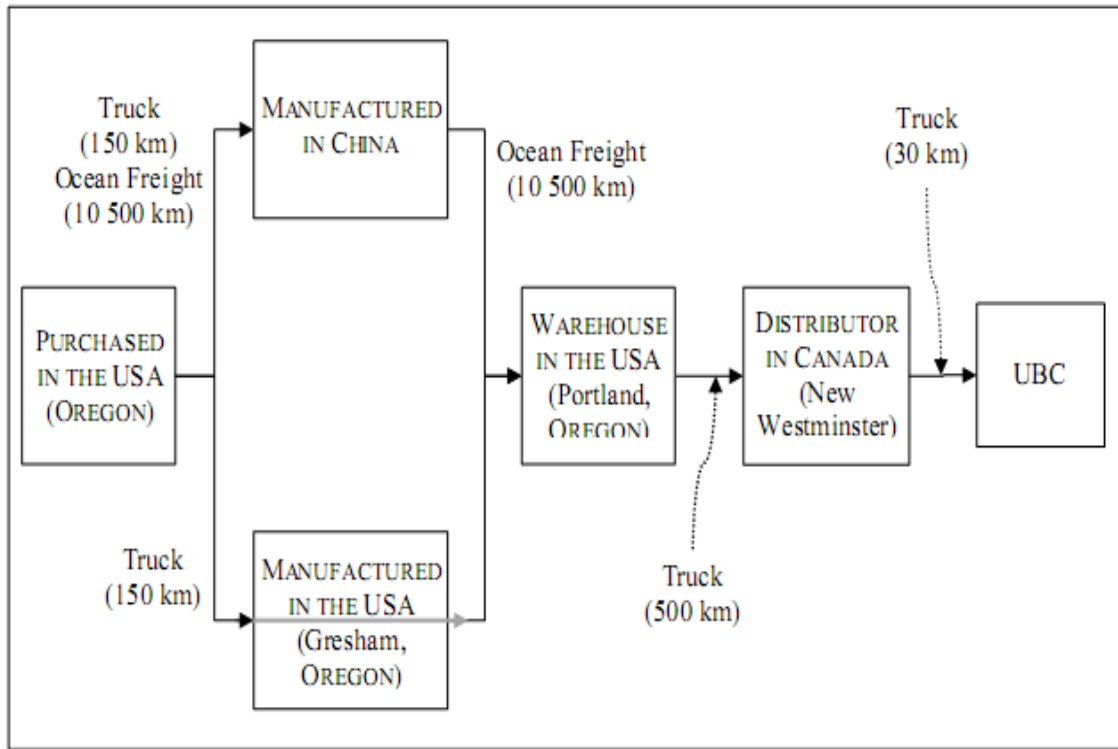 Truck
(150 km)
Ocean Freight
(10 500 km)
MANUFACTURED
IN CHINA
Ocean Freight
(10 500 km)
Truck
(30 km)
PURCHASED
IN THE USA
(OREGON)
WAREHOUSE
IN THE USA
(Portland,
OREGON)
DISTRIBUTOR
IN CANADA
(New
Westminster)
UBC
Truck
(150 km)
MANUFACTURED
IN THE USA
(Gresham,
OREGON)
Truck
(500 km)